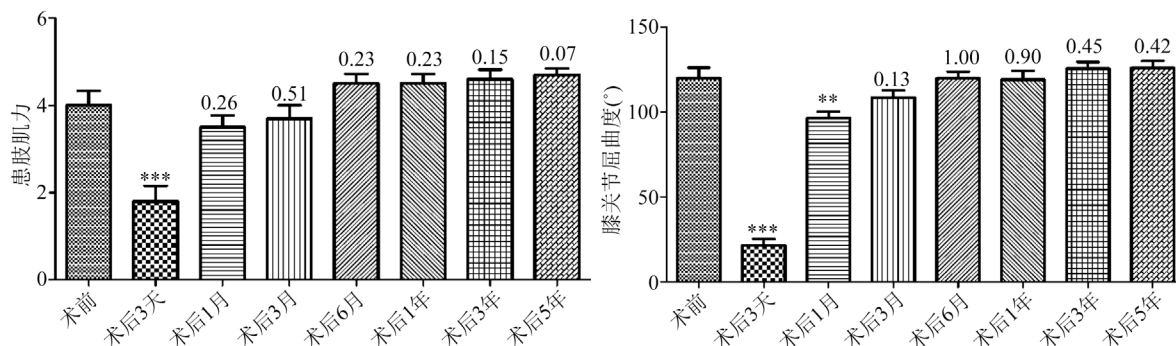 6
4
2
0
患肢肌力
***
0.26
0.51
0.23
0.23
0.15
0.07
术前
术后3天
术后1月
术后3月
术后6月
术后1年
术后3年
术后5年
150
100
50
0
膝关节屈曲度(°)
***
**
0.13
1.00
0.90
0.45
0.42
术前
术后3天
术后1月
术后3月
术后6月
术后1年
术后3年
术后5年